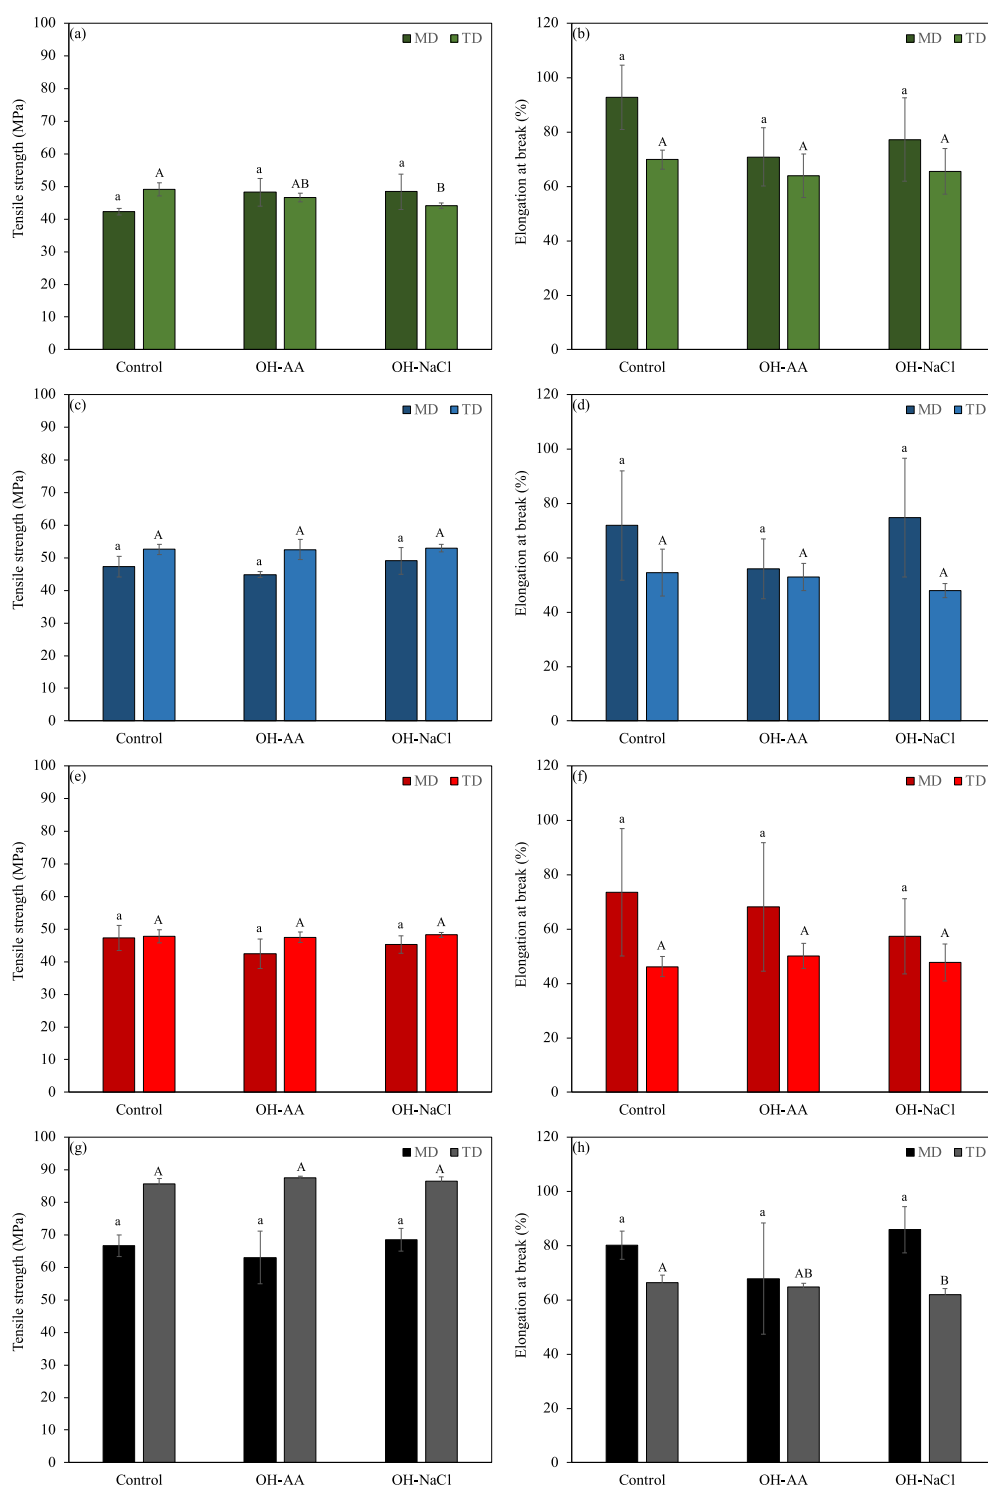 (a)
MD TD
Tensile strength (MPa)
100
90
80
70
60
50
40
30
20
10
0
a A a AB a B
Control OH-AA OH-NaCl
(b)
MD TD
Elongation at break (%)
120
100
80
60
40
20
0
a A a A a A
Control OH-AA OH-NaCl
(c)
MD TD
Tensile strength (MPa)
100
90
80
70
60
50
40
30
20
10
0
a A a A a A
Control OH-AA OH-NaCl
(d)
MD TD
Elongation at break (%)
120
100
80
60
40
20
0
a A a A a A
Control OH-AA OH-NaCl
(e)
MD TD
Tensile strength (MPa)
100
90
80
70
60
50
40
30
20
10
0
a A a A a A
Control OH-AA OH-NaCl
(f)
MD TD
Elongation at break (%)
120
100
80
60
40
20
0
a A a A a A
Control OH-AA OH-NaCl
(g)
MD TD
Tensile strength (MPa)
100
90
80
70
60
50
40
30
20
10
0
a A a A a A
Control OH-AA OH-NaCl
(h)
MD TD
Elongation at break (%)
120
100
80
60
40
20
0
a A a AB a B
Control OH-AA OH-NaCl